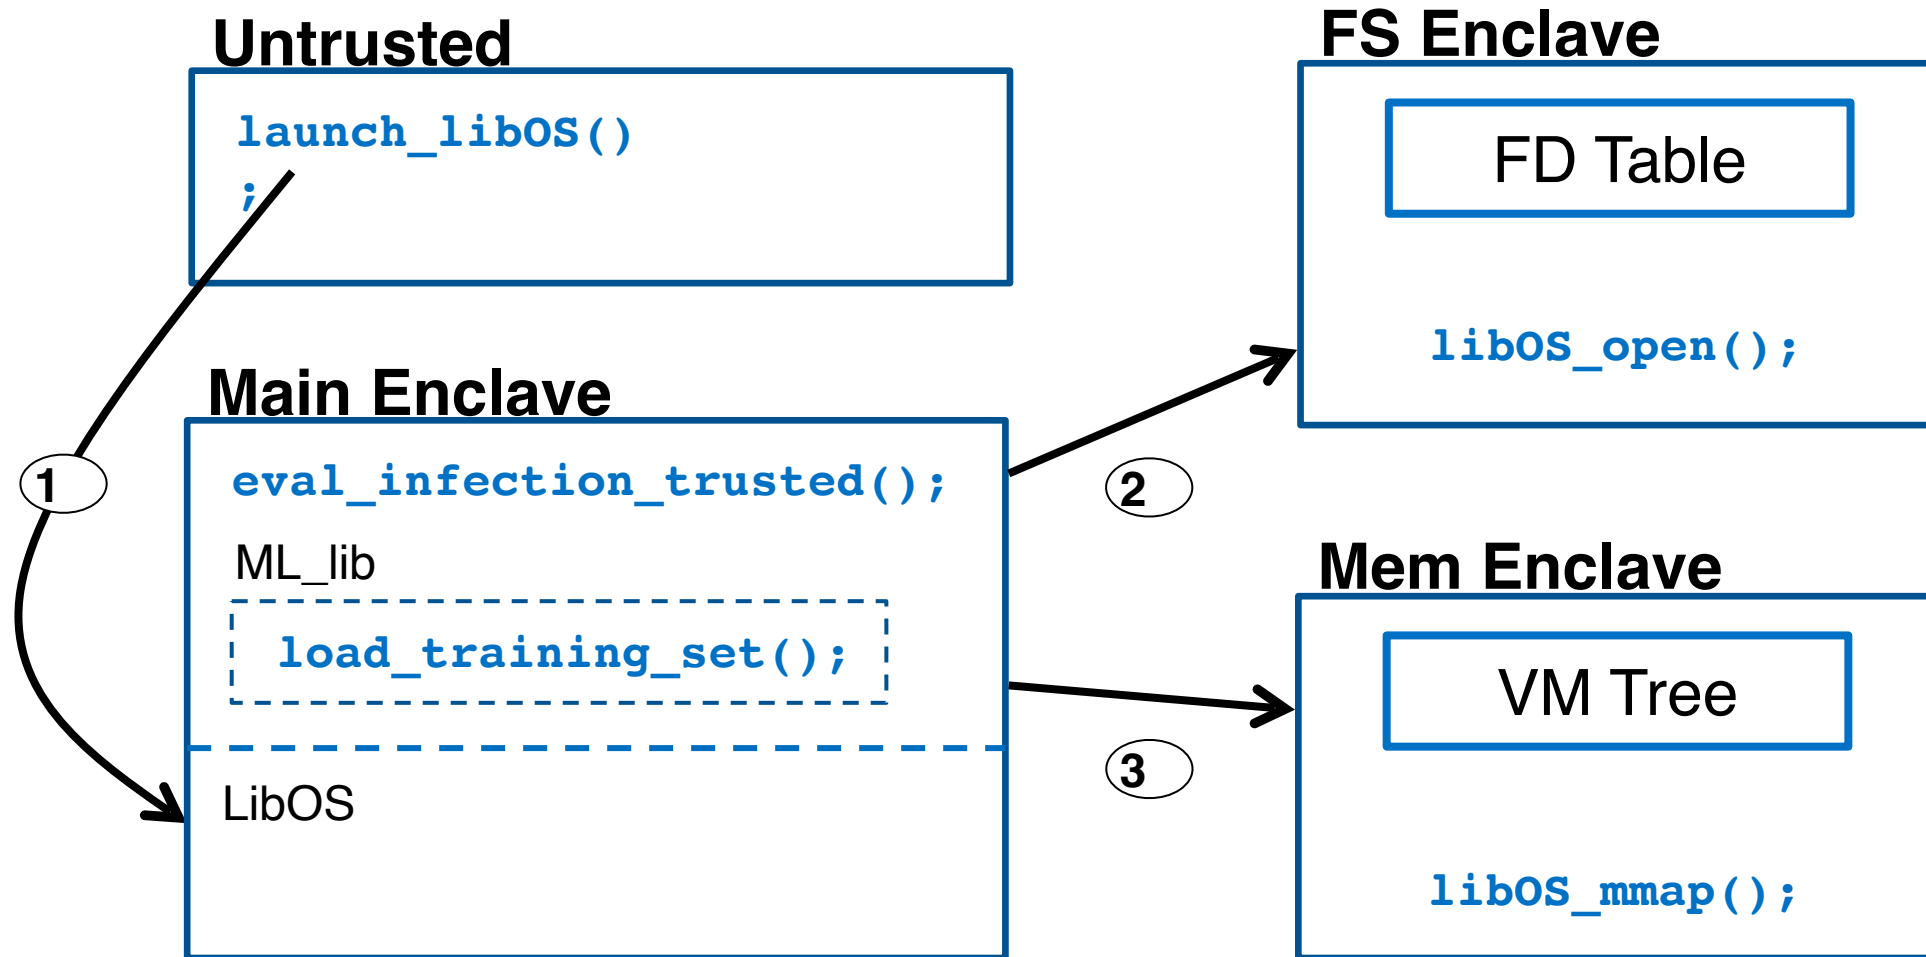 Untrusted
launch_libOS()
;
1
Main Enclave
eval_infection_trusted();
ML_lib
load_training_set();
LibOS
2
3
FS Enclave
FD Table
libOS_open();
Mem Enclave
VM Tree
libOS_mmap();